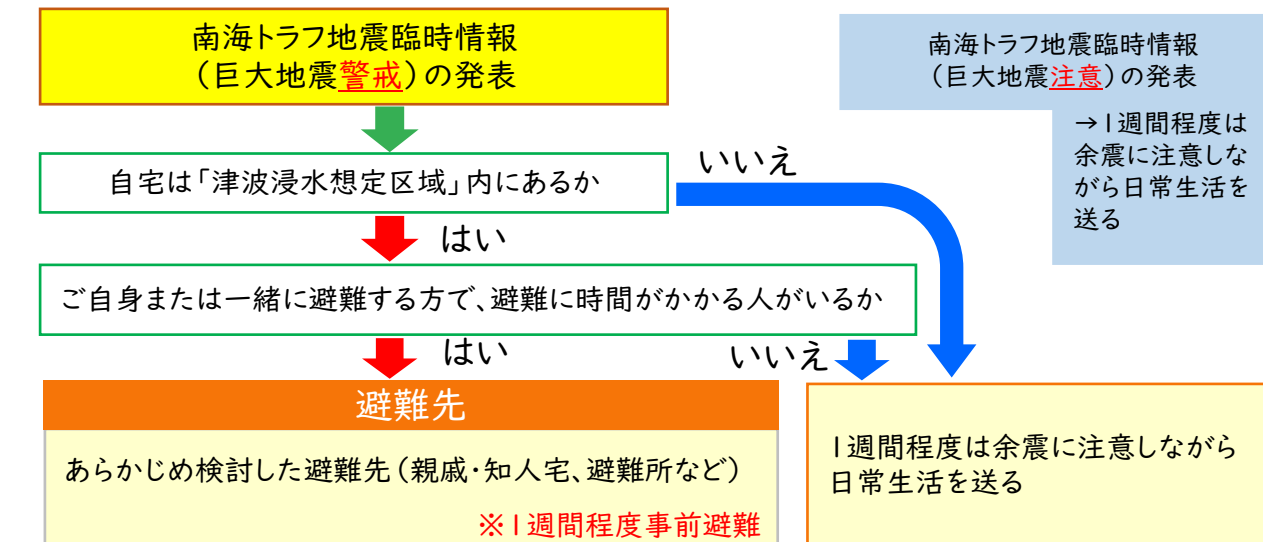 南海トラフ地震臨時情報
（巨大地震警戒）の発表
南海トラフ地震臨時情報
（巨大地震注意）の発表
→1週間程度は
余震に注意しな
がら日常生活を
送る
自宅は「津波浸水想定区域」内にあるか
いいえ
はい
ご自身または一緒に避難する方で、避難に時間がかかる人がいるか
はい
いいえ
避難先
あらかじめ検討した避難先（親戚・知人宅、避難所など）
※1週間程度事前避難
1週間程度は余震に注意しながら
日常生活を送る